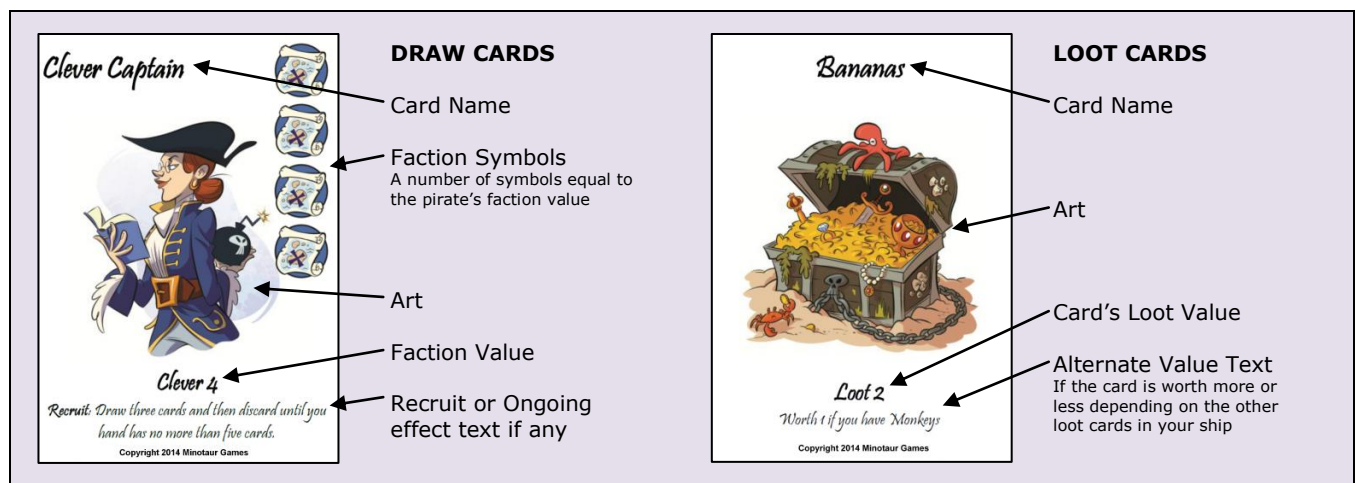 Clever Captain
DRAW CARDS
Card Name
Faction Symbols
A number of symbols equal to
the pirate's faction value
Art
Faction Value
Recruit or Ongoing
effect text if any
Clever 4
Recruit: Draw three cards and then discard until you
hand has no more than five cards.
Copyright 2014 Minotaur Games
Bananas
LOOT CARDS
Card Name
Art
Card's Loot Value
Alternate Value Text
If the card is worth more or
less depending on the other
loot cards in your ship
Loot 2
Worth 1 if you have Monkeys
Copyright 2014 Minotaur Games